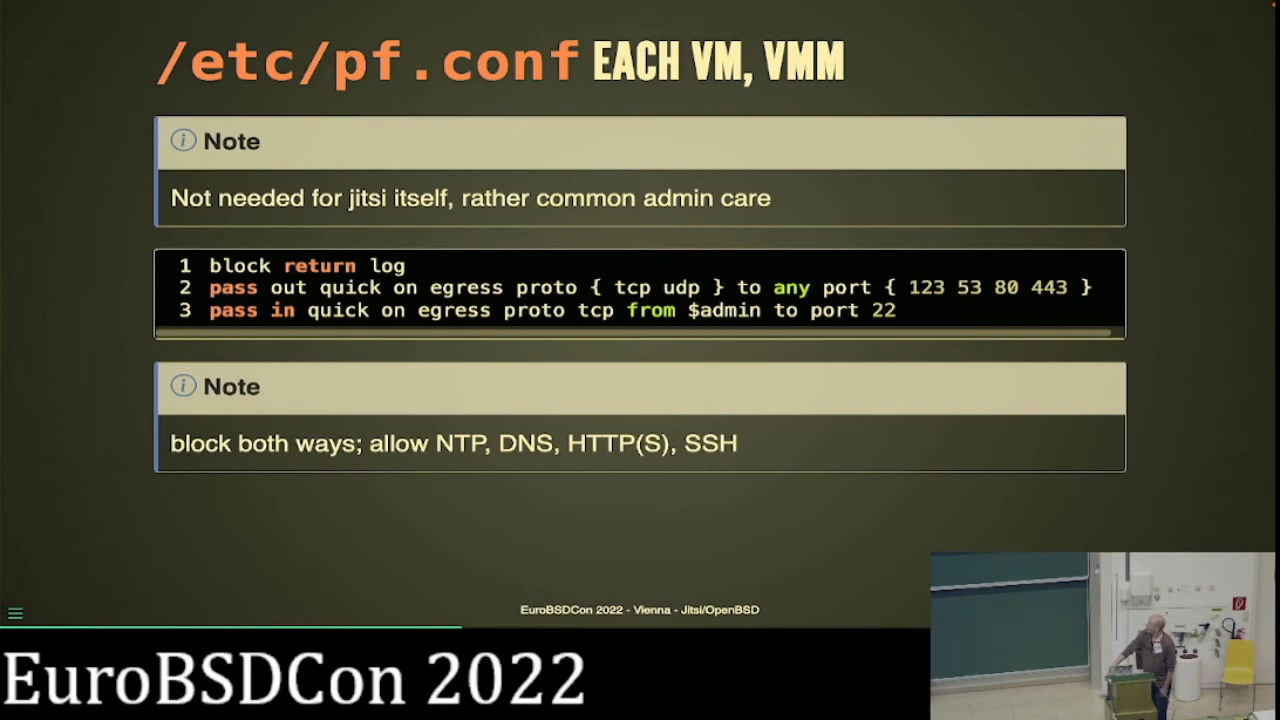 /etc/pf.conf EACH VM, VMM
Note
Not needed for jitsi itself, rather common admin care
1 block return log
2 pass out quick on egress proto { tcp udp } to any port { 123 53 80 443 }
3 pass in quick on egress proto tcp from $admin to port 22
Note
block both ways; allow NTP, DNS, HTTP(S), SSH
EuroBSDCon 2022 - Vienna - Jitsi/OpenBSD
EuroBSDCon 2022